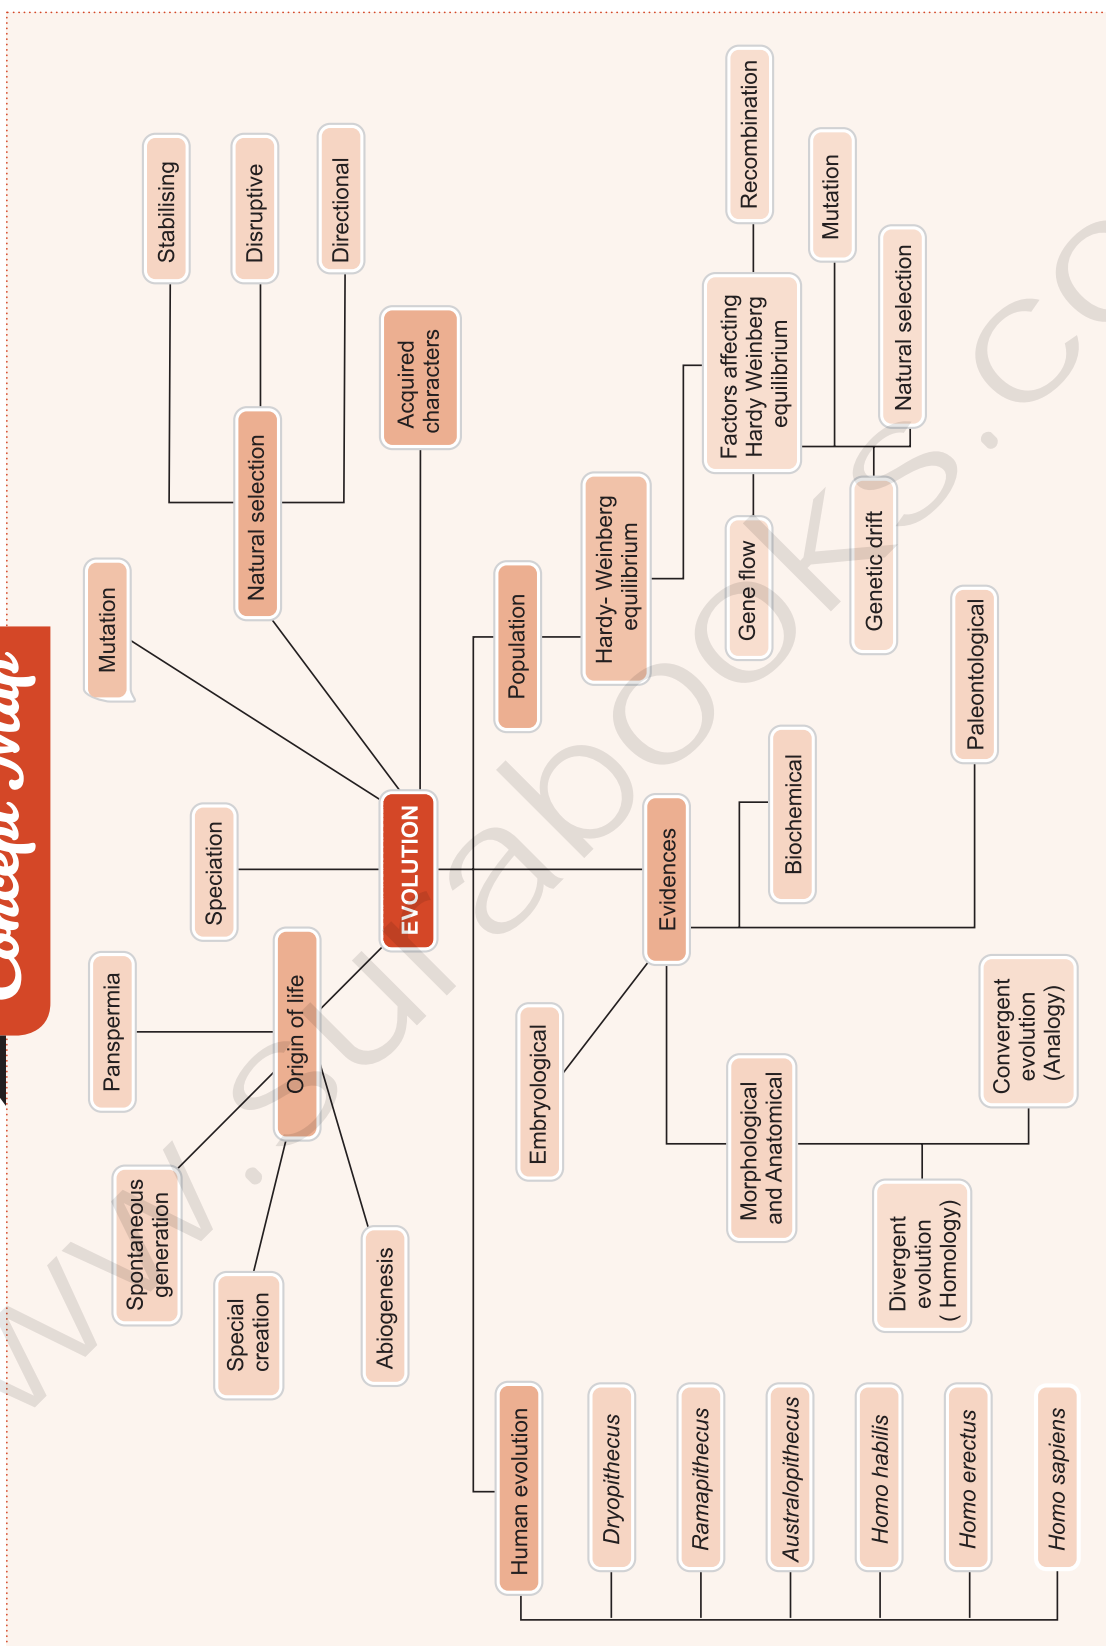 Concept Map
Mutation
Stabilising
Natural selection
Disruptive
Directional
Acquired
characters
Speciation
Panspermia
Origin of life
Spontaneous
generation
Special
creation
Abiogenesis
EVOLUTION
Human evolution
Dryopithecus
Ramapithecus
Australopithecus
Homo habilis
Homo erectus
Homo sapiens
Evidences
Embryological
Morphological
and Anatomical
Divergent
evolution
( Homology)
Convergent
evolution
(Analogy)
Biochemical
Paleontological
Population
Hardy- Weinberg
equilibrium
Factors affecting
Hardy Weinberg
equilibrium
Gene flow
Recombination
Mutation
Genetic drift
Natural selection
www.surabooks.co